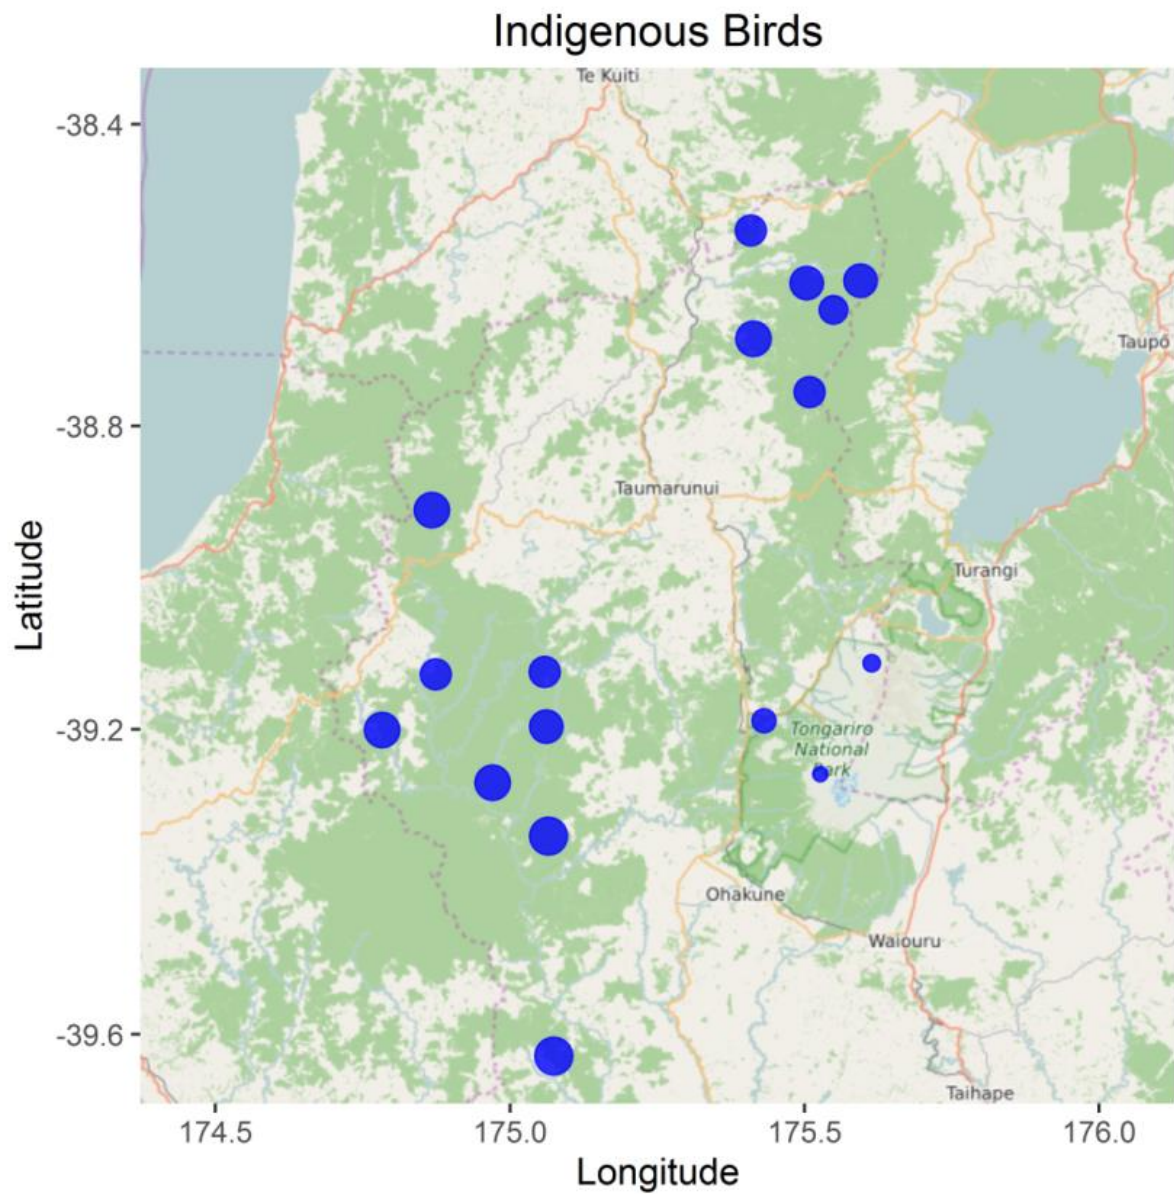 Indigenous Birds
Te Kuiti
-38.4
Taupō
-38.8
Taumarunui
Turangi
Latitude
-39.2
Tongariro
National
Park
Ohakune
Waiouru
-39.6
Taihape
174.5
175.0
175.5
176.0
Longitude